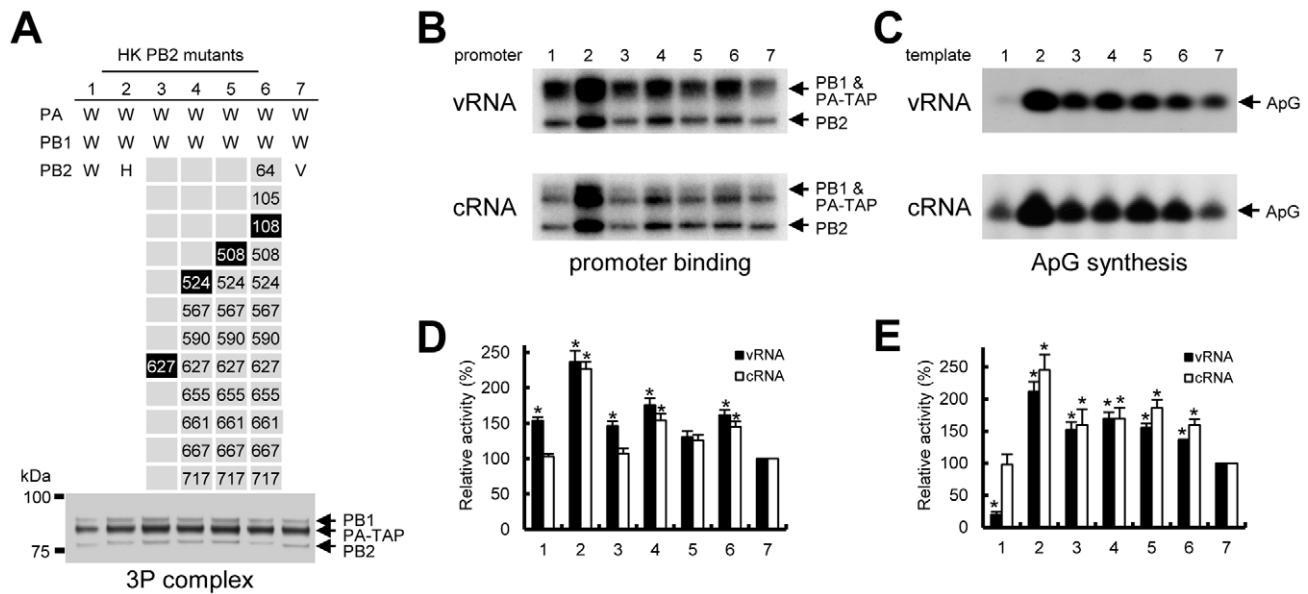 A
HK PB2 mutants
1 2 3 4 5 6 7
PA W W W W W W W
PB1 W W W W W W W
PB2 W H 64 V
105
108
508 508
524 524 524
567 567 567
590 590 590
627 627 627 627
655 655 655
661 661 661
667 667 667
717 717 717
kDa
100
75
PB1
PA-TAP
PB2
3P complex
B
promoter 1 2 3 4 5 6 7
vRNA
PB1 &
PA-TAP
PB2
cRNA
PB1 &
PA-TAP
PB2
promoter binding
C
template 1 2 3 4 5 6 7
vRNA
ApG
cRNA
ApG
ApG synthesis
D
Relative activity (%)
250
200
150
100
50
0
* * * * * * * *
vRNA
cRNA
1 2 3 4 5 6 7
E
Relative activity (%)
250
200
150
100
50
0
* * * * * * * * * * *
vRNA
cRNA
1 2 3 4 5 6 7